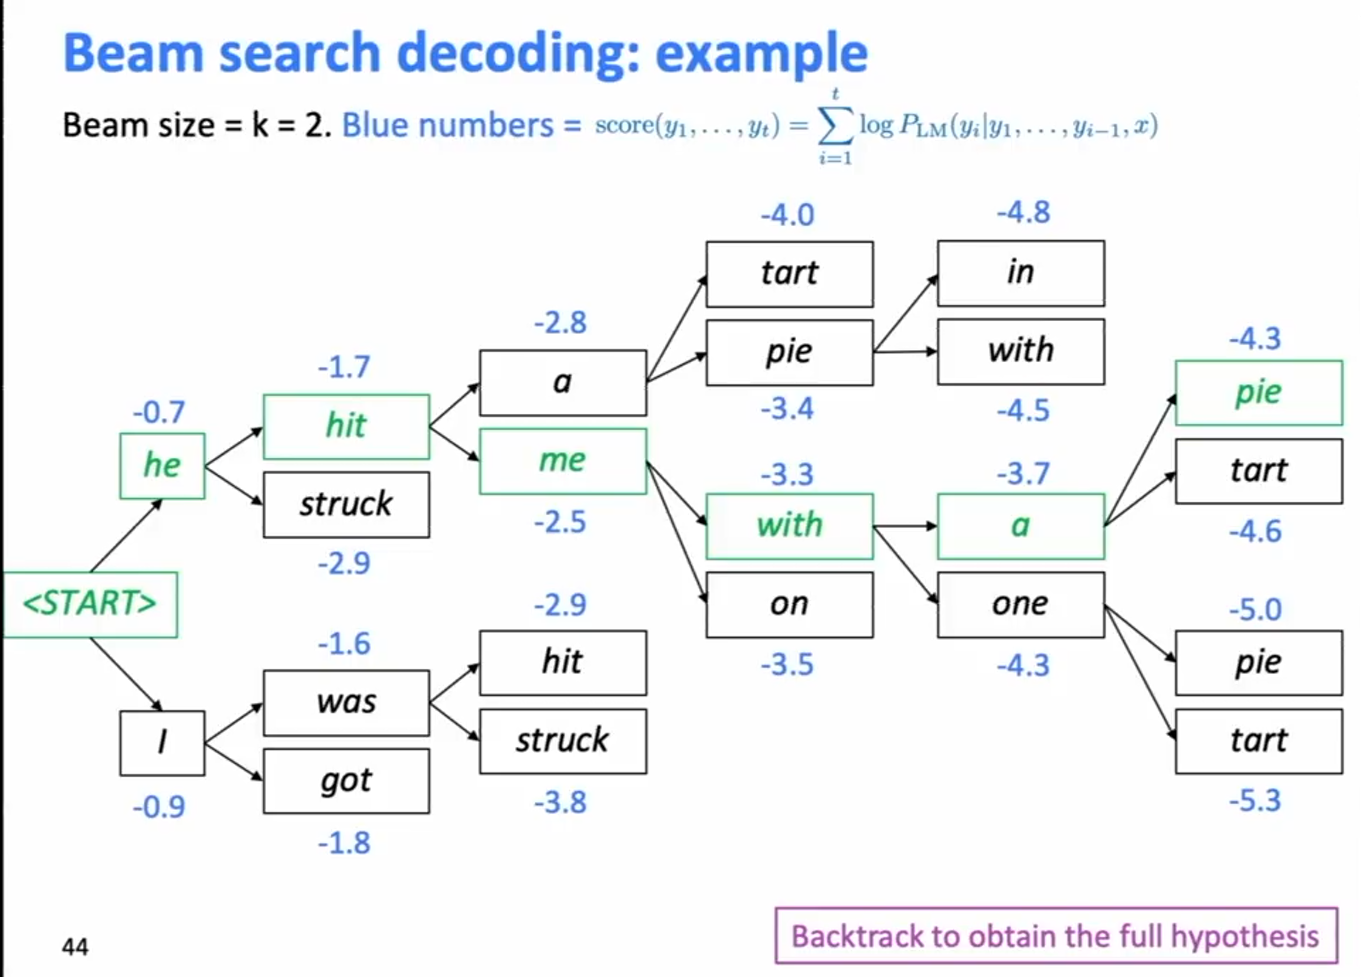 Beam search decoding: example
Beam size = k = 2. Blue numbers = score(y₁, . . . , yₜ) = ∑ᵢ₌₁ᵗ log P_LM(yᵢ|y₁, . . . , yᵢ₋₁, x)
-4.0
-4.8
tart
in
-2.8
-4.3
a
pie
with
pie
-1.7
-3.4
-4.5
-0.7
hit
me
-3.3
-3.7
tart
he
struck
-2.5
with
a
-4.6
-2.9
<START>
-2.9
on
one
-5.0
-1.6
hit
-3.5
-4.3
pie
was
I
struck
tart
got
-0.9
-3.8
-5.3
-1.8
44
Backtrack to obtain the full hypothesis